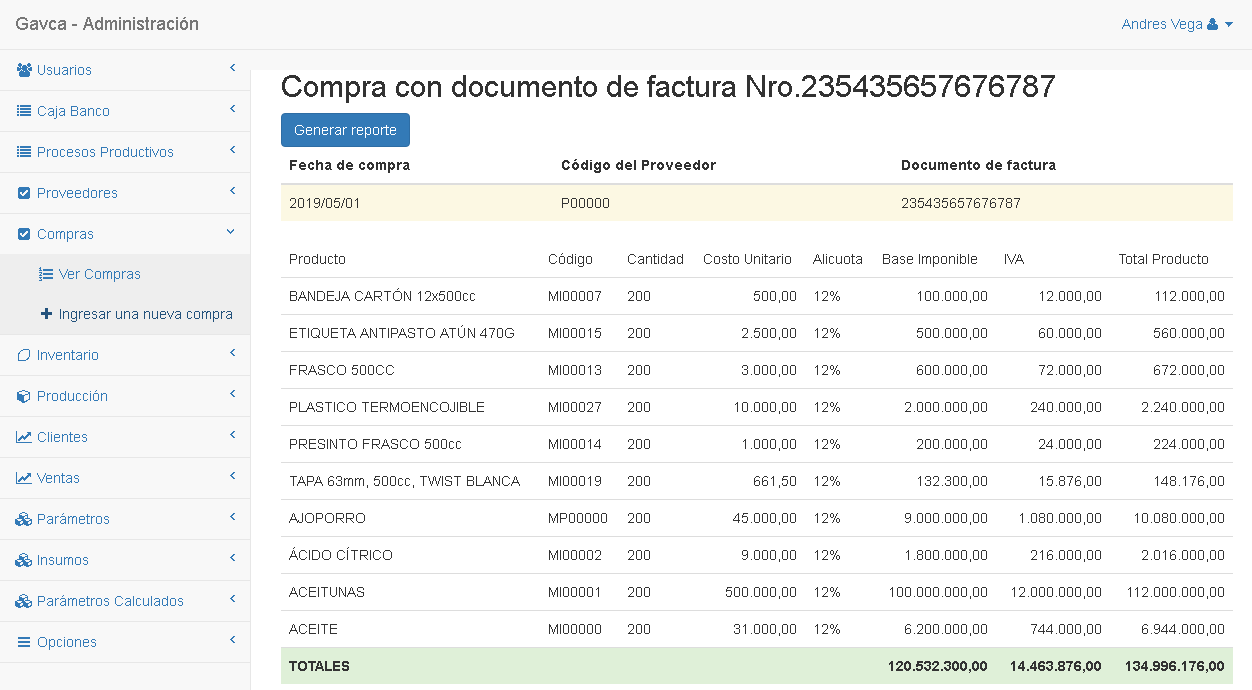 Gavca - Administración
Andres Vega
Usuarios
Caja Banco
Procesos Productivos
Proveedores
Compras
Ver Compras
Ingresar una nueva compra
Inventario
Producción
Clientes
Ventas
Parámetros
Insumos
Parámetros Calculados
Opciones
Compra con documento de factura Nro.235435657676787
Generar reporte
Fecha de compra Código del Proveedor Documento de factura
2019/05/01 P00000 235435657676787
Producto Código Cantidad Costo Unitario Alicuota Base Imponible IVA Total Producto
BANDEJA CARTÓN 12x500cc MI00007 200 500,00 12% 100.000,00 12.000,00 112.000,00
ETIQUETA ANTIPASTO ATÚN 470G MI00015 200 2.500,00 12% 500.000,00 60.000,00 560.000,00
FRASCO 500CC MI00013 200 3.000,00 12% 600.000,00 72.000,00 672.000,00
PLASTICO TERMOENCOJIBLE MI00027 200 10.000,00 12% 2.000.000,00 240.000,00 2.240.000,00
PRESINTO FRASCO 500cc MI00014 200 1.000,00 12% 200.000,00 24.000,00 224.000,00
TAPA 63mm, 500cc, TWIST BLANCA MI00019 200 661,50 12% 132.300,00 15.876,00 148.176,00
AJOPORRO MP00000 200 45.000,00 12% 9.000.000,00 1.080.000,00 10.080.000,00
ÁCIDO CÍTRICO MI00002 200 9.000,00 12% 1.800.000,00 216.000,00 2.016.000,00
ACEITUNAS MI00001 200 500.000,00 12% 100.000.000,00 12.000.000,00 112.000.000,00
ACEITE MI00000 200 31.000,00 12% 6.200.000,00 744.000,00 6.944.000,00
TOTALES 120.532.300,00 14.463.876,00 134.996.176,00